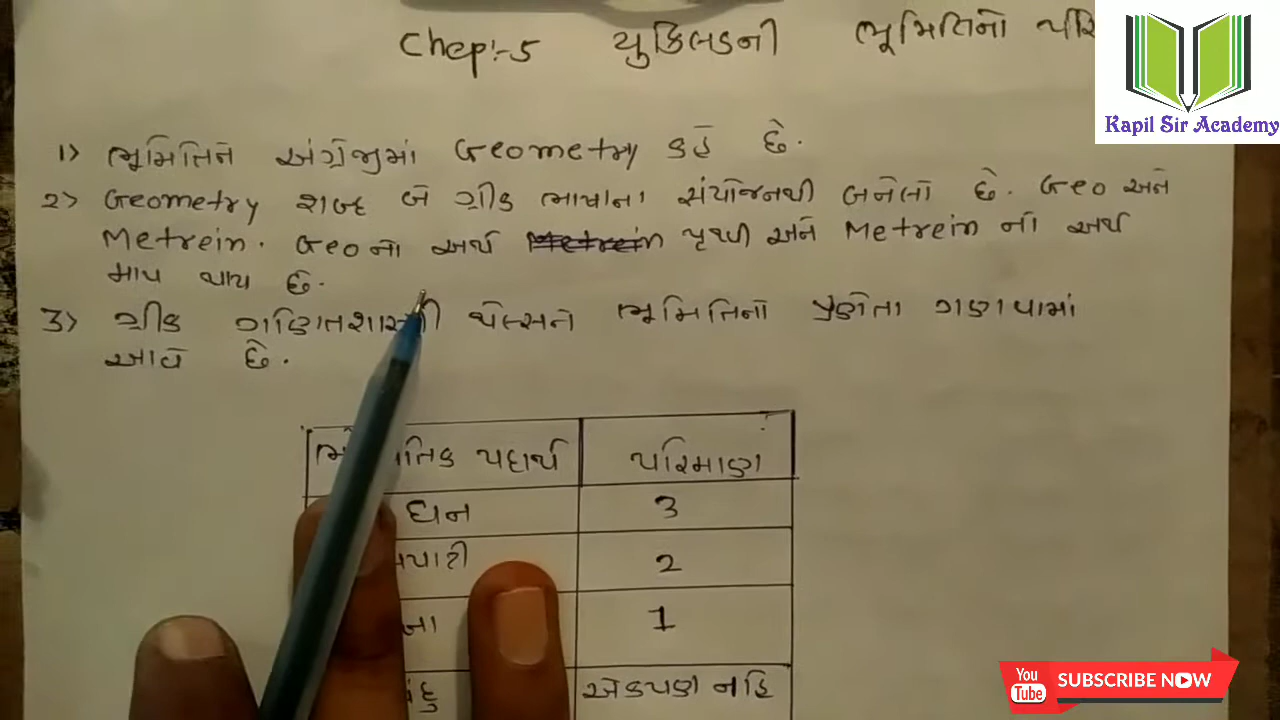 Chep:-5 યુક્લિડની ભૂમિતિનો
Kapil Sir Academy
1) ભૂમિતિને અંગ્રેજીમાં Geometry કહે છે.
2) Geometry શબ્દ બે ગ્રીક ભાષાના સંયોજનથી બનેલો છે. Geo અને
Metrein. Geo નો અર્થ પૃથ્વી અને Metrein નો અર્થ
માપ થાય છે.
3) ગ્રીક ગણિતશાસ્ત્રી થેલ્સને ભૂમિતિનો પ્રણેતા ગણવામાં
આવે છે.
પદાર્થ પરિમાણ
ઘન 3
2
1
એકપણ નહિ
You Tube SUBSCRIBE NOW